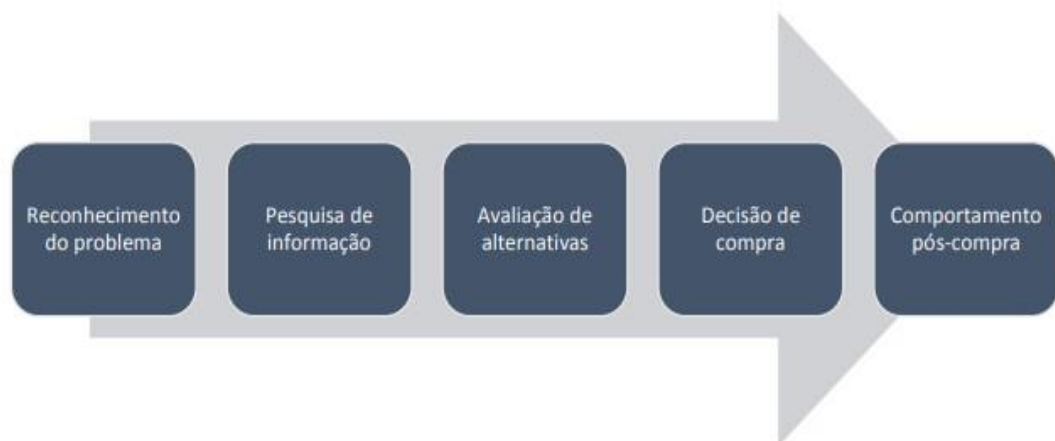 Reconhecimento
do problema
Pesquisa de
informação
Avaliação de
alternativas
Decisão de
compra
Comportamento
pós-compra